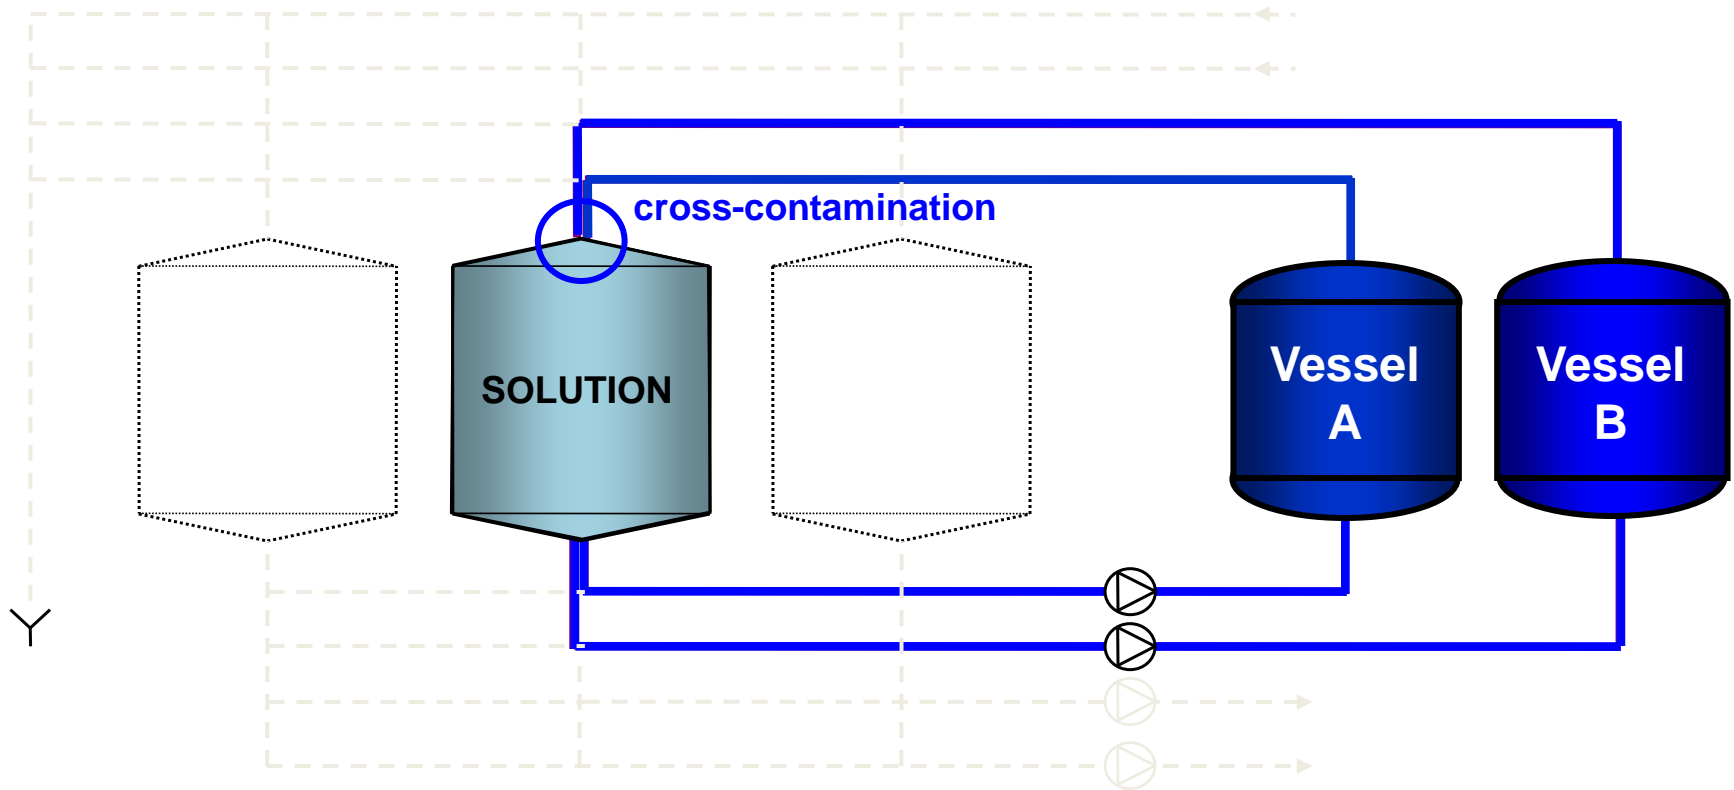 cross-contamination
SOLUTION
Vessel
A
Vessel
B